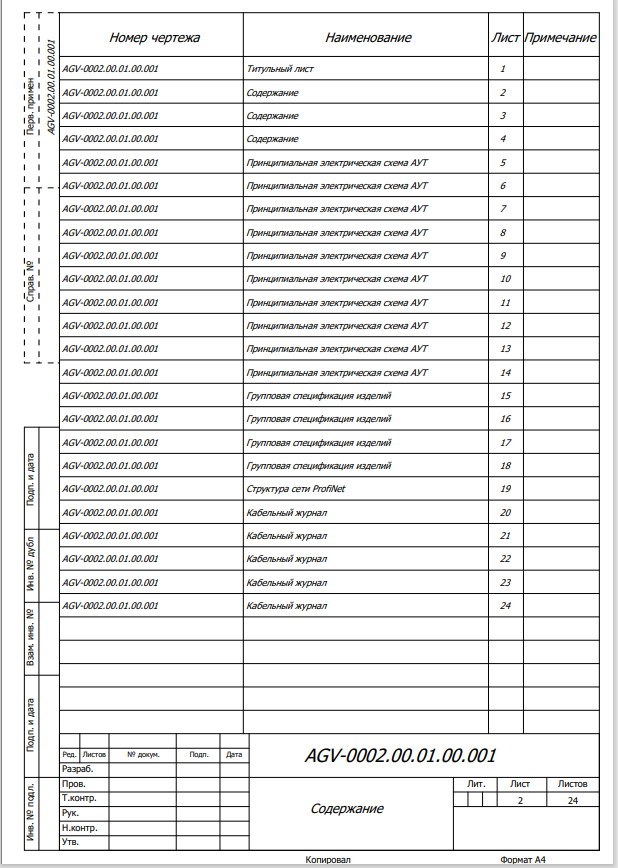 Номер чертежа Наименование Лист Примечание
AGV-0002.00.01.00.001 Титульный лист 1
AGV-0002.00.01.00.001 Содержание 2
AGV-0002.00.01.00.001 Содержание 3
AGV-0002.00.01.00.001 Содержание 4
AGV-0002.00.01.00.001 Принципиальная электрическая схема АУТ 5
AGV-0002.00.01.00.001 Принципиальная электрическая схема АУТ 6
AGV-0002.00.01.00.001 Принципиальная электрическая схема АУТ 7
AGV-0002.00.01.00.001 Принципиальная электрическая схема АУТ 8
AGV-0002.00.01.00.001 Принципиальная электрическая схема АУТ 9
AGV-0002.00.01.00.001 Принципиальная электрическая схема АУТ 10
AGV-0002.00.01.00.001 Принципиальная электрическая схема АУТ 11
AGV-0002.00.01.00.001 Принципиальная электрическая схема АУТ 12
AGV-0002.00.01.00.001 Принципиальная электрическая схема АУТ 13
AGV-0002.00.01.00.001 Принципиальная электрическая схема АУТ 14
AGV-0002.00.01.00.001 Групповая спецификация изделий 15
AGV-0002.00.01.00.001 Групповая спецификация изделий 16
AGV-0002.00.01.00.001 Групповая спецификация изделий 17
AGV-0002.00.01.00.001 Групповая спецификация изделий 18
AGV-0002.00.01.00.001 Структура сети ProfiNet 19
AGV-0002.00.01.00.001 Кабельный журнал 20
AGV-0002.00.01.00.001 Кабельный журнал 21
AGV-0002.00.01.00.001 Кабельный журнал 22
AGV-0002.00.01.00.001 Кабельный журнал 23
AGV-0002.00.01.00.001 Кабельный журнал 24
Перв. примен
AGV-0002.00.01.00.001
Справ. №
Подп. и дата
Инв. № дубл
Взам. инв. №
Подп. и дата
Инв. № подл.
Ред. Листов № докум. Подп. Дата
Разраб.
Пров.
Т.контр.
Рук.
Н.контр.
Утв.
AGV-0002.00.01.00.001
Содержание
Лит. Лист Листов
2 24
Копировал Формат А4